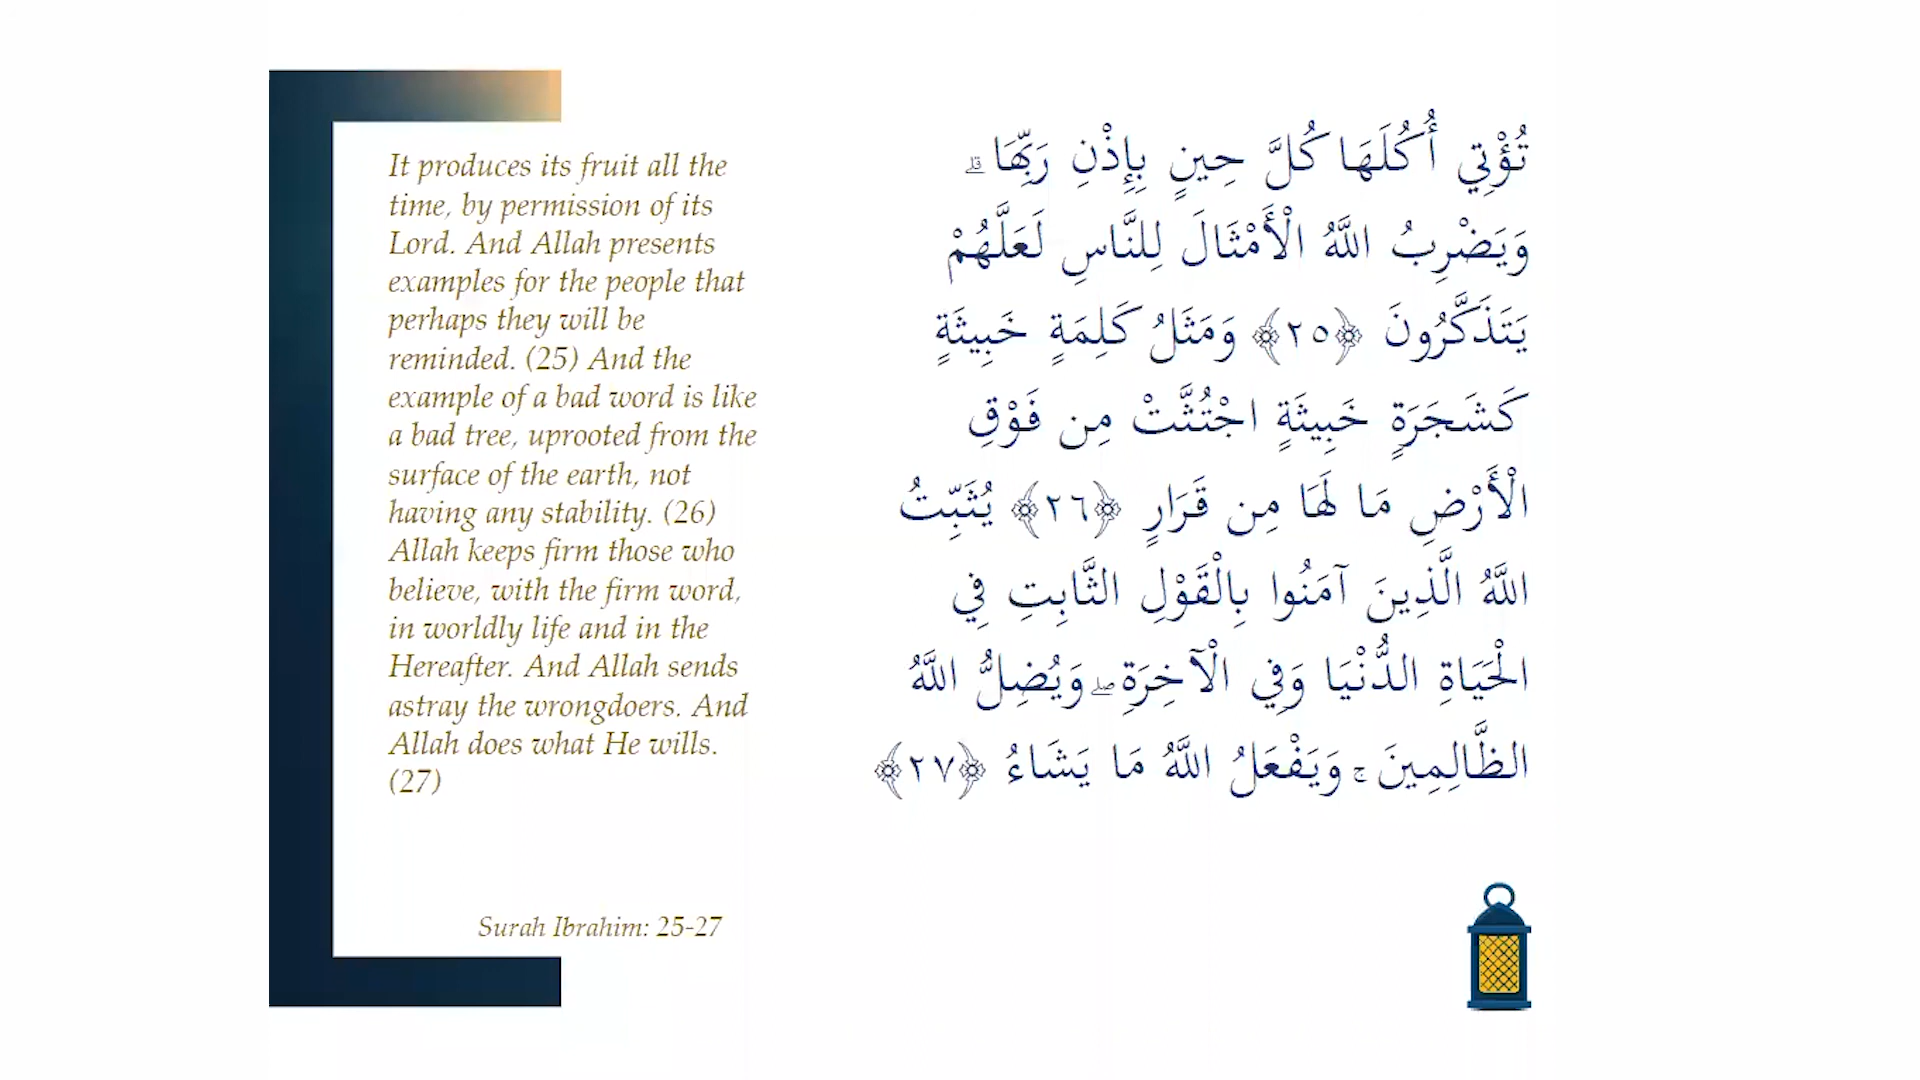 It produces its fruit all the
time, by permission of its
Lord. And Allah presents
examples for the people that
perhaps they will be
reminded. (25) And the
example of a bad word is like
a bad tree, uprooted from the
surface of the earth, not
having any stability. (26)
Allah keeps firm those who
believe, with the firm word,
in worldly life and in the
Hereafter. And Allah sends
astray the wrongdoers. And
Allah does what He wills.
(27)
Surah Ibrahim: 25-27
تُؤْتِي أُكُلَهَا كُلَّ حِينٍ بِإِذْنِ رَبِّهَا ۗ
وَيَضْرِبُ اللَّهُ الْأَمْثَالَ لِلنَّاسِ لَعَلَّهُمْ
يَتَذَكَّرُونَ ﴿٢٥﴾ وَمَثَلُ كَلِمَةٍ خَبِيثَةٍ
كَشَجَرَةٍ خَبِيثَةٍ اجْتُثَّتْ مِن فَوْقِ
الْأَرْضِ مَا لَهَا مِن قَرَارٍ ﴿٢٦﴾ يُثَبِّتُ
اللَّهُ الَّذِينَ آمَنُوا بِالْقَوْلِ الثَّابِتِ فِي
الْحَيَاةِ الدُّنْيَا وَفِي الْآخِرَةِ ۖ وَيُضِلُّ اللَّهُ
الظَّالِمِينَ ۚ وَيَفْعَلُ اللَّهُ مَا يَشَاءُ ﴿٢٧﴾